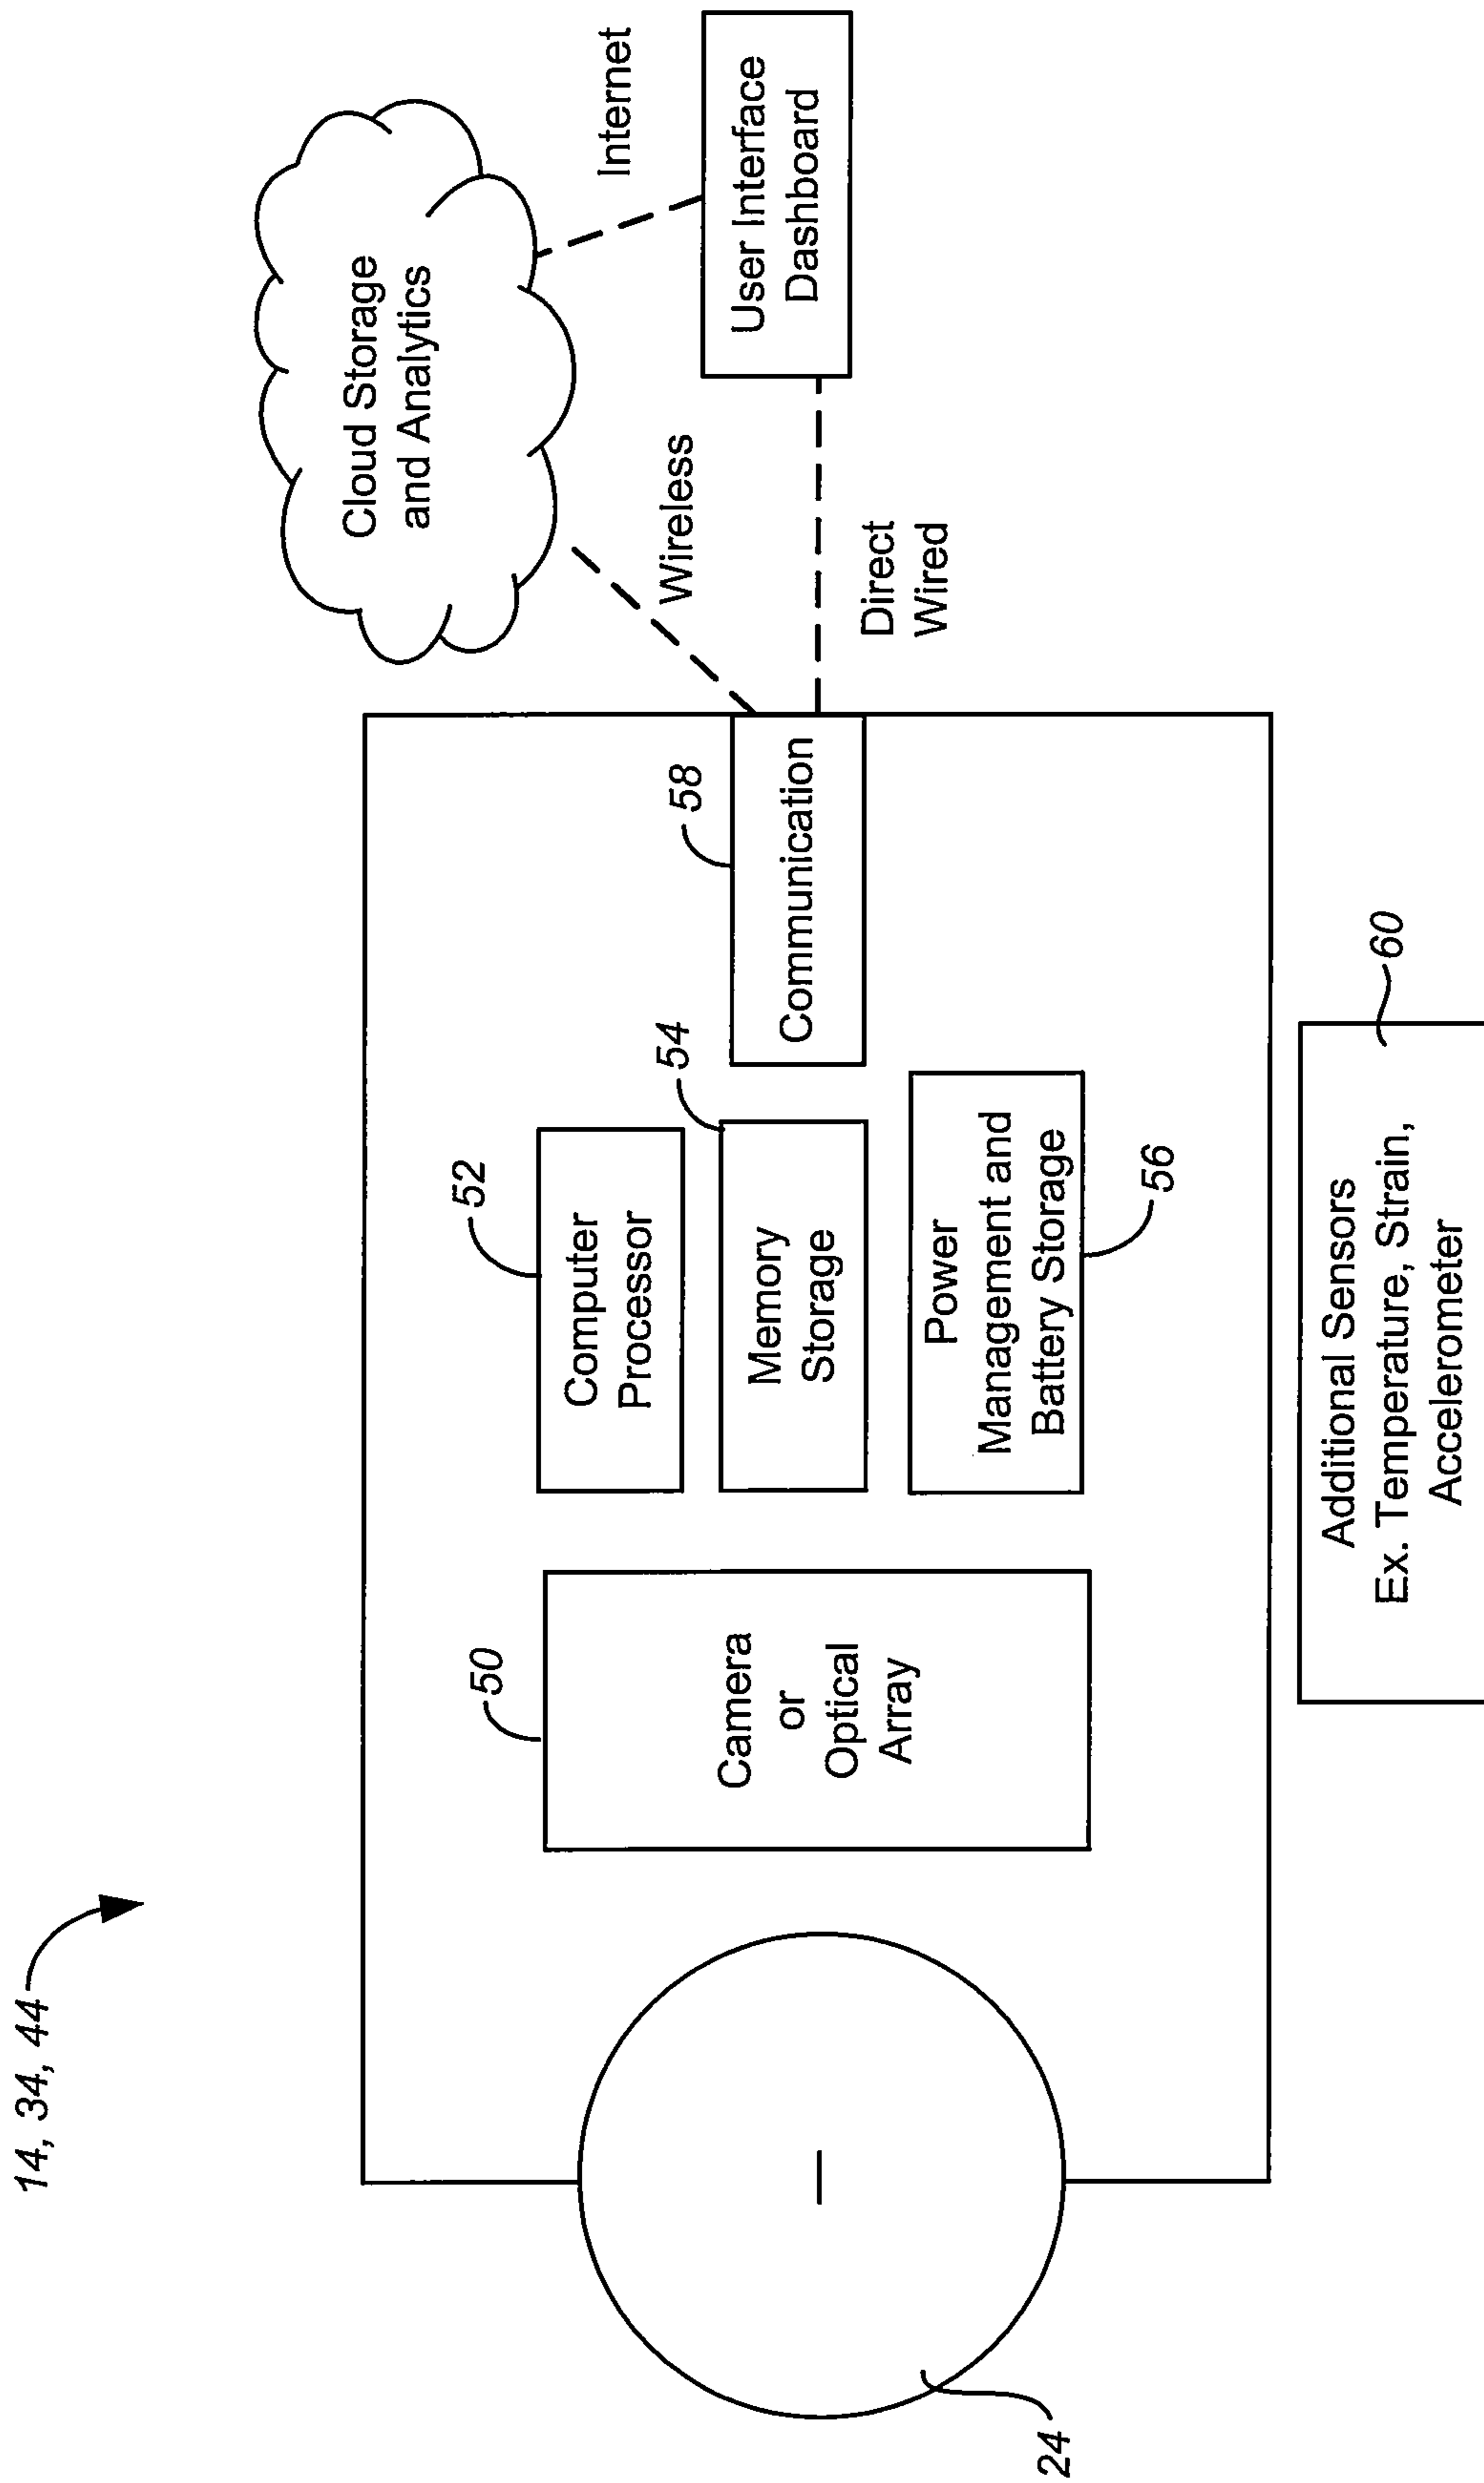 14, 34, 44
Cloud Storage
and Analytics
Internet
User Interface
Dashboard
Wireless
Direct
Wired
58
Communication
52
Computer
Processor
54
Memory
Storage
Power
Management and
Battery Storage
56
50
Camera
or
Optical
Array
24
60
Additional Sensors
Ex. Temperature, Strain,
Accelerometer